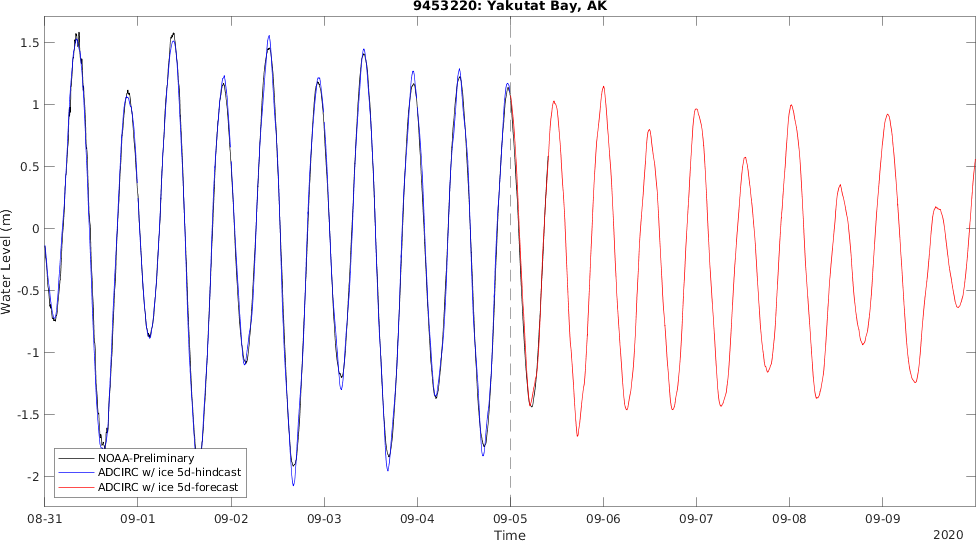 9453220: Yakutat Bay, AK
Water Level (m)
1.5
1
0.5
0
-0.5
-1
-1.5
-2
NOAA-Preliminary
ADCIRC w/ ice 5d-hindcast
ADCIRC w/ ice 5d-forecast
08-31 09-01 09-02 09-03 09-04 09-05 09-06 09-07 09-08 09-09
Time
2020